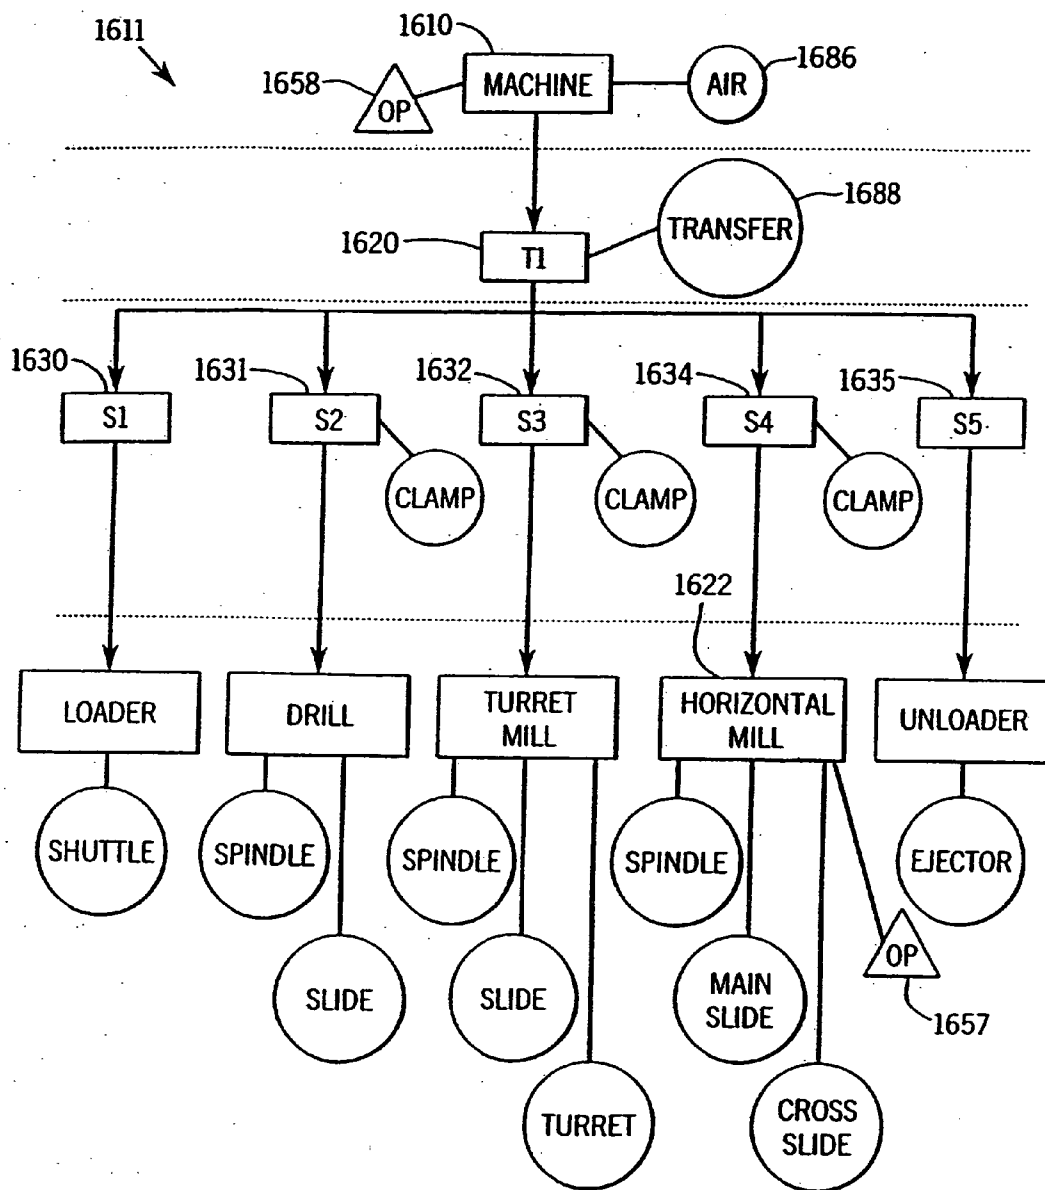 1611
1610
1658
OP
MACHINE
AIR
1686
1620
T1
TRANSFER
1688
1630
1631
1632
1634
1635
S1
S2
S3
S4
S5
CLAMP
CLAMP
CLAMP
1622
LOADER
DRILL
TURRET
MILL
HORIZONTAL
MILL
UNLOADER
SHUTTLE
SPINDLE
SPINDLE
SPINDLE
EJECTOR
SLIDE
SLIDE
MAIN
SLIDE
OP
1657
TURRET
CROSS
SLIDE